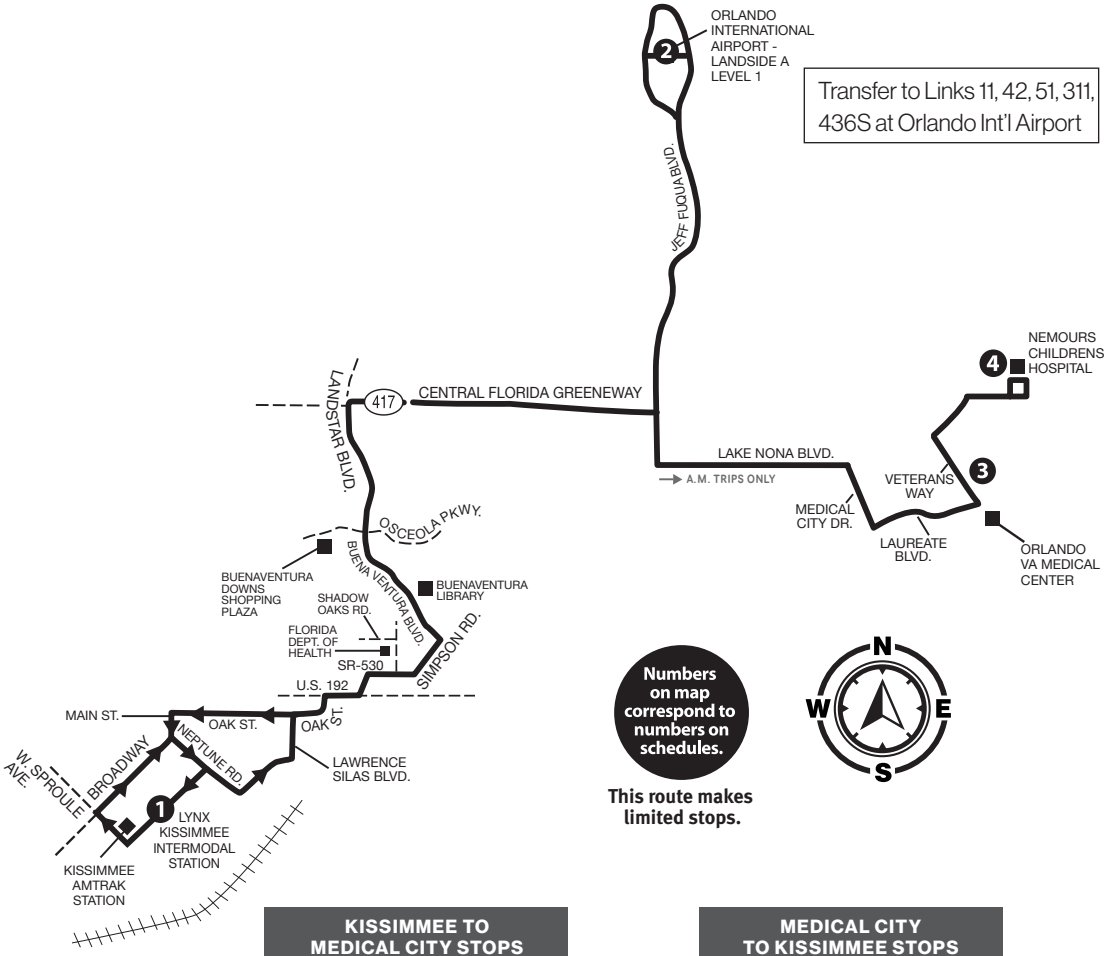 ORLANDO
INTERNATIONAL
AIRPORT -
LANDSIDE A
LEVEL 1
2
Transfer to Links 11, 42, 51, 311,
436S at Orlando Int'l Airport
JEFF FUQUA BLVD.
NEMOURS
CHILDRENS
HOSPITAL
4
LANDSTAR BLVD.
417
CENTRAL FLORIDA GREENEWAY
LAKE NONA BLVD.
A.M. TRIPS ONLY
3
VETERANS
WAY
MEDICAL
CITY DR.
LAUREATE
BLVD.
ORLANDO
VA MEDICAL
CENTER
OSCEOLA PKWY.
BUENAVENTURA
DOWNS
SHOPPING
PLAZA
BUENA VENTURA BLVD.
BUENAVENTURA
LIBRARY
SHADOW
OAKS RD.
FLORIDA
DEPT. OF
HEALTH
SIMPSON RD.
SR-530
U.S. 192
MAIN ST.
OAK ST.
OAK ST.
NEPTUNE RD.
BROADWAY
W. SPROULE
AVE.
LAWRENCE
SILAS BLVD.
1
LYNX
KISSIMMEE
INTERMODAL
STATION
KISSIMMEE
AMTRAK
STATION
Numbers
on map
correspond to
numbers on
schedules.
This route makes
limited stops.
N
W
E
S
KISSIMMEE TO
MEDICAL CITY STOPS
MEDICAL CITY
TO KISSIMMEE STOPS